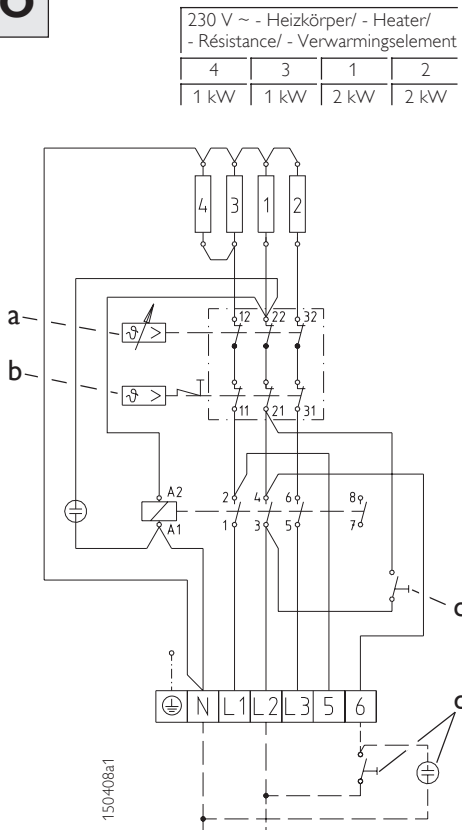 230 V ~ - Heizkörper/ - Heater/
- Résistance/ - Verwarmingselement
4 3 1 2
1 kW 1 kW 2 kW 2 kW
4 3 1 2
a
12 22 32
ϑ >
b
ϑ >
11 21 31
A2
2 4 6 8
A1
1 3 5 7
N L1 L2 L3 5 6
150408a1